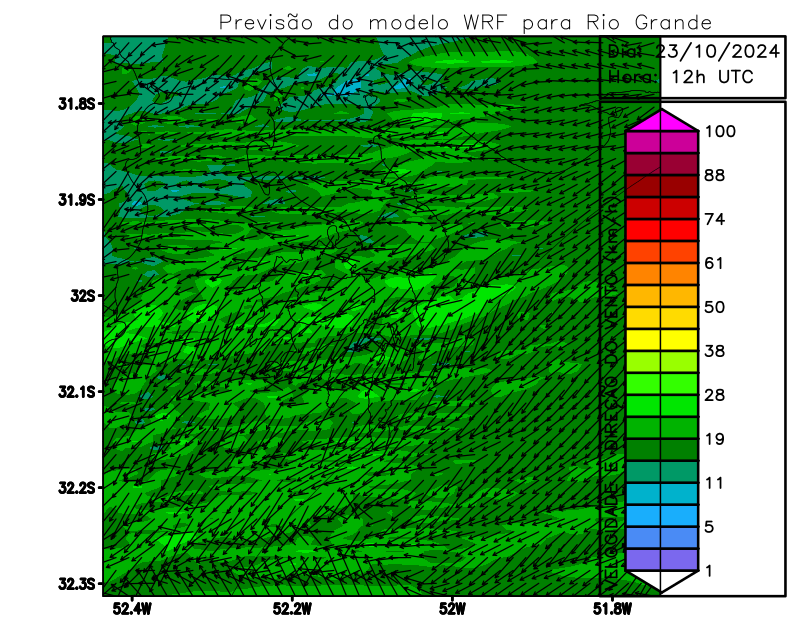 Previsão do modelo WRF para Rio Grande
Dia: 23/10/2024
Hora: 12h UTC
31.8S
31.9S
32S
32.1S
32.2S
32.3S
52.4W
52.2W
52W
51.8W
VELOCIDADE E DIREÇÃO DO VENTO (km/h)
100
88
74
61
50
38
28
19
11
5
1